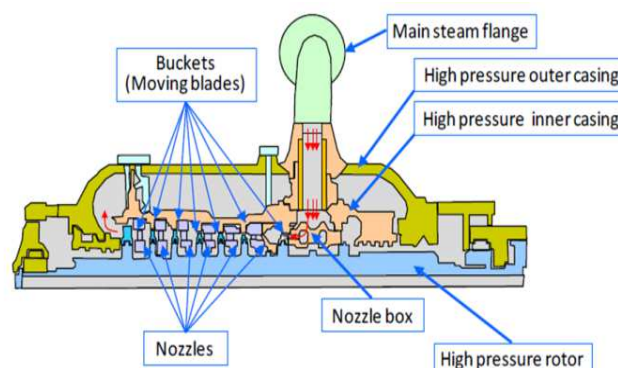 Main steam flange
Buckets
(Moving blades)
High pressure outer casing
High pressure inner casing
Nozzle box
Nozzles
High pressure rotor